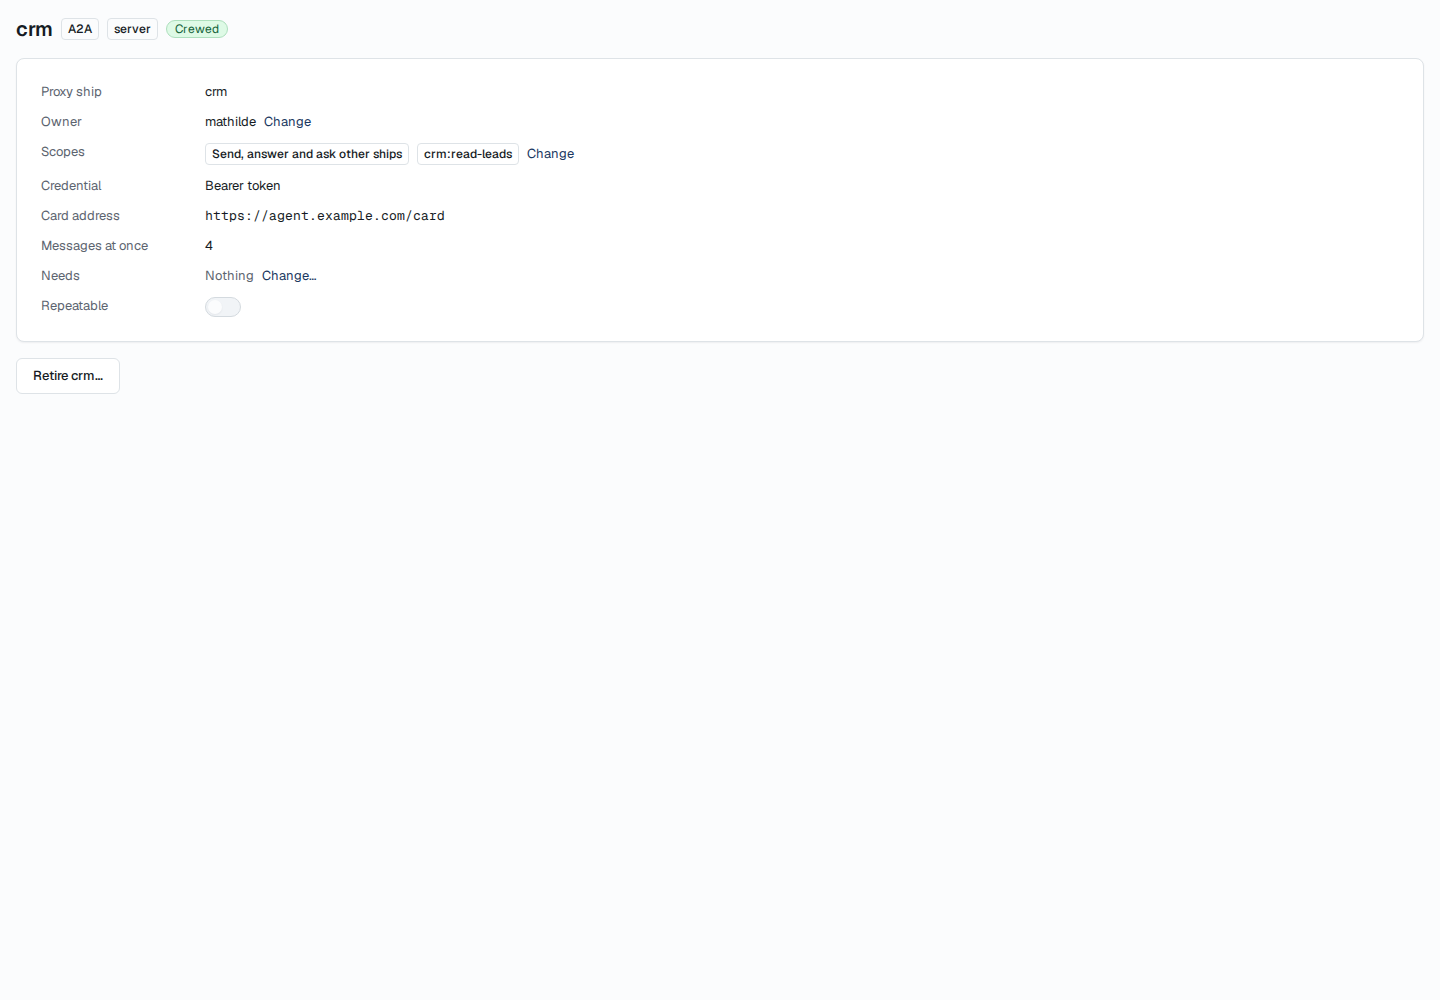 crm A2A server Crewed
Proxy ship crm
Owner mathilde Change
Scopes Send, answer and ask other ships crm:read-leads Change
Credential Bearer token
Card address https://agent.example.com/card
Messages at once 4
Needs Nothing Change…
Repeatable
Retire crm…